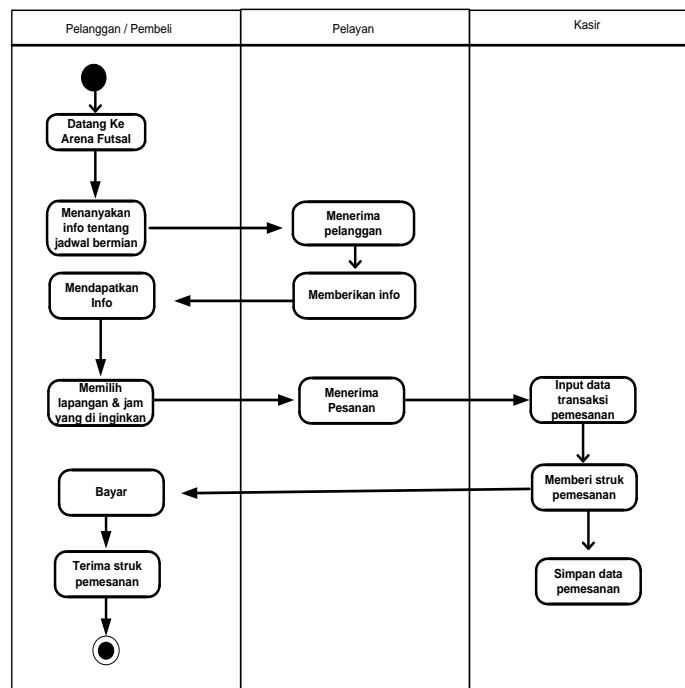 Pelanggan / Pembeli
Pelayan
Kasir
Datang Ke
Arena Futsal
Menanyakan
info tentang
jadwal bermian
Menerima
pelanggan
Mendapatkan
Info
Memberikan info
Memilih
lapangan & jam
yang di inginkan
Menerima
Pesanan
Input data
transaksi
pemesanan
Bayar
Memberi struk
pemesanan
Terima struk
pemesanan
Simpan data
pemesanan